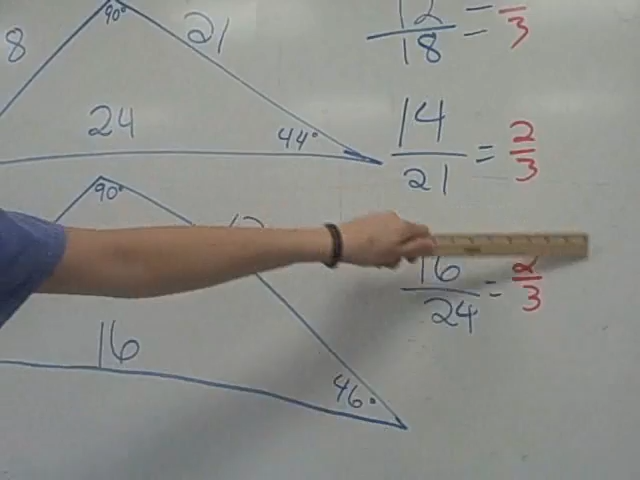 90°
8
21
24
44°
12/18 = /3
14/21 = 2/3
90°
16
46°
16/24 = 2/3